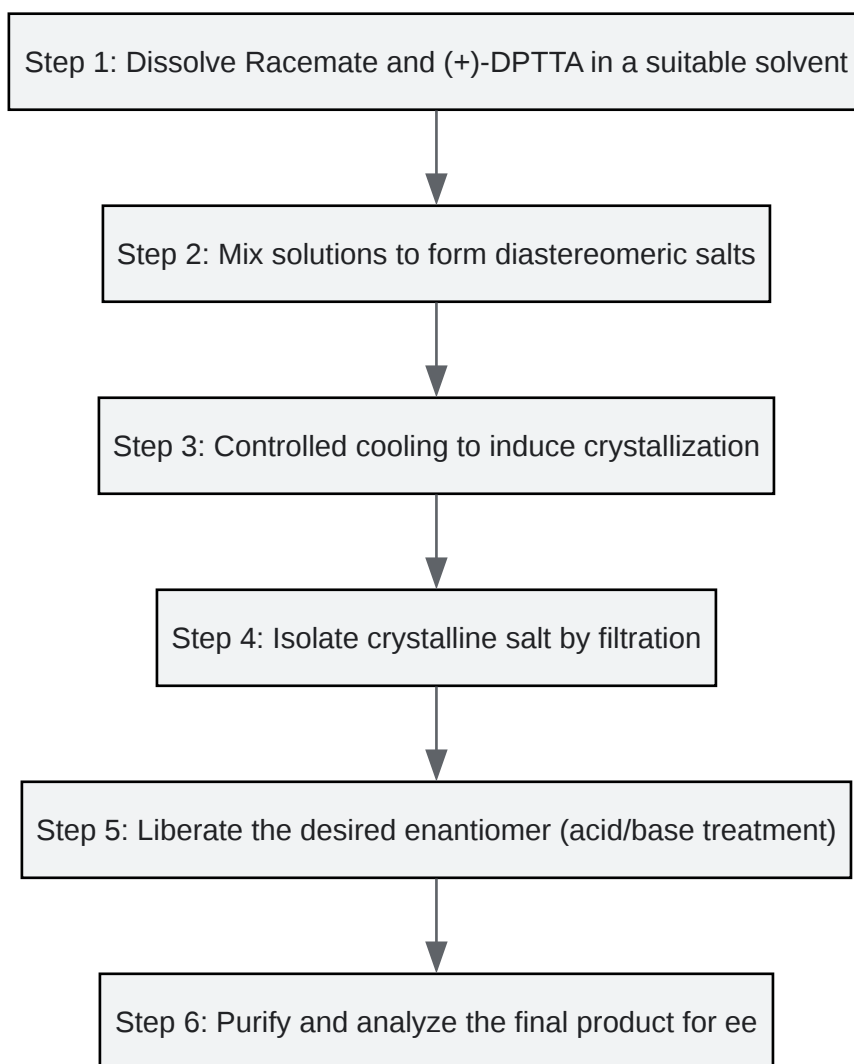 Step 1: Dissolve Racemate and (+)-DPTTA in a suitable solvent
Step 2: Mix solutions to form diastereomeric salts
Step 3: Controlled cooling to induce crystallization
Step 4: Isolate crystalline salt by filtration
Step 5: Liberate the desired enantiomer (acid/base treatment)
Step 6: Purify and analyze the final product for ee